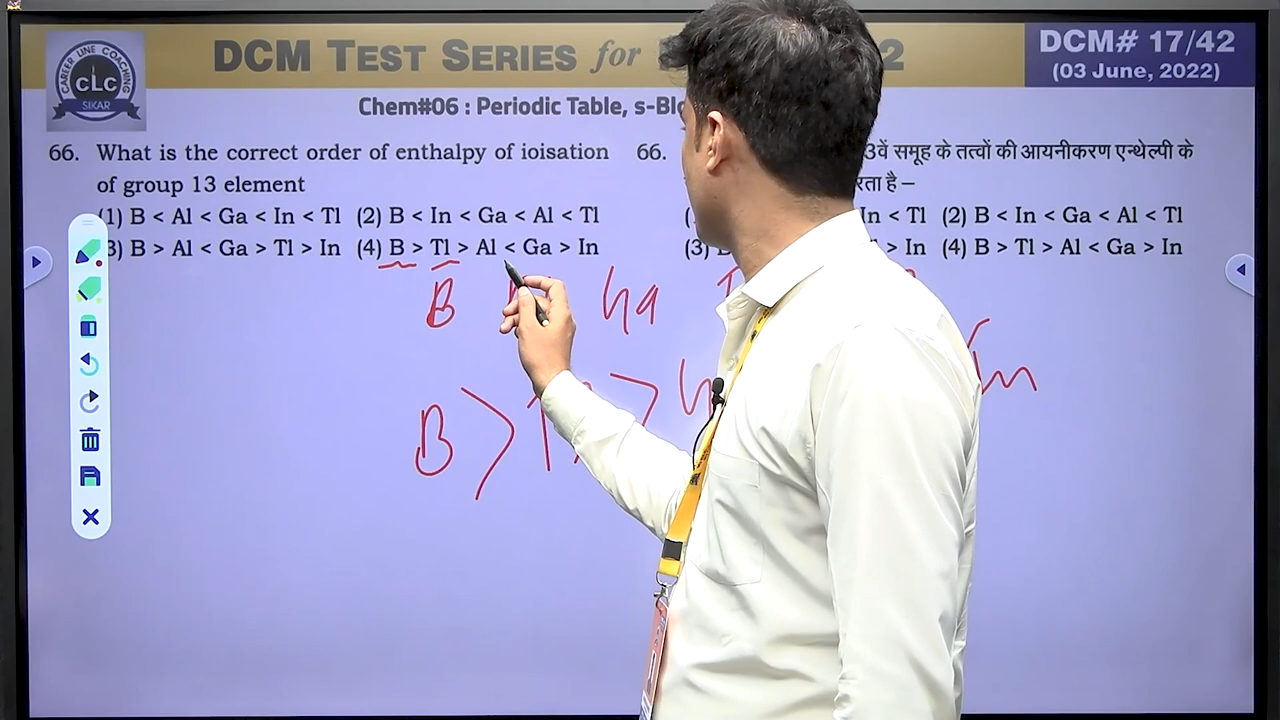 CAREER LINE COACHING
CLC
SIKAR
DCM TEST SERIES for
2
DCM# 17/42
(03 June, 2022)
Chem#06 : Periodic Table,
66. What is the correct order of enthalpy of ioisation
of group 13 element
(1) B < Al < Ga < In < Tl (2) B < In < Ga < Al < Tl
3) B > Al < Ga > Tl > In (4) B > Tl > Al < Ga > In
66. 3वें समूह के तत्वों की आयनीकरण एन्थेल्पी के
है –
In < Tl (2) B < In < Ga < Al < Tl
(3) > In (4) B > Tl > Al < Ga > In
B Ga
B > > In